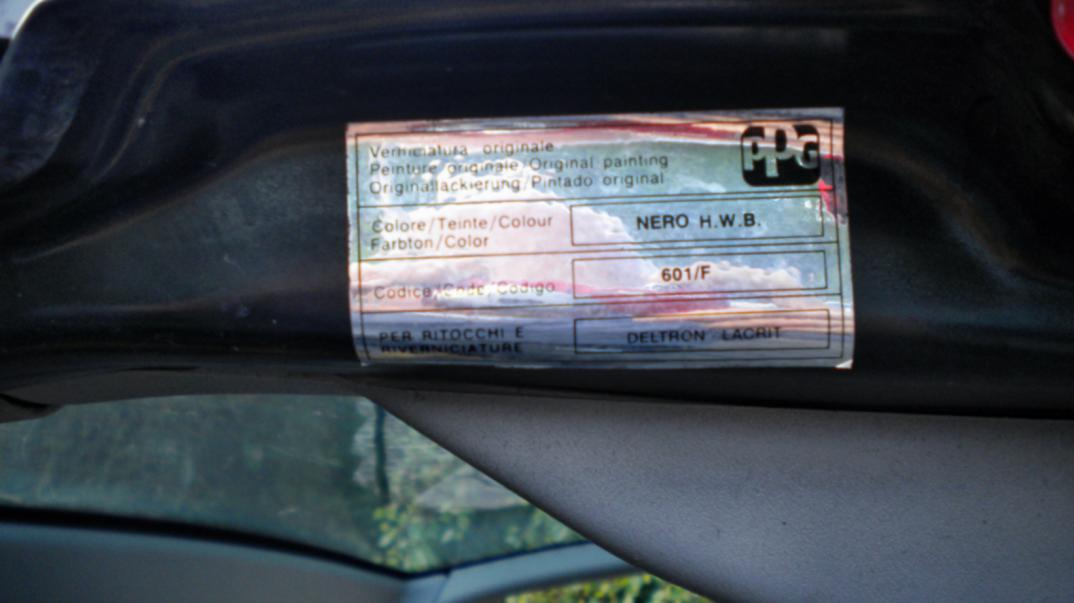 Verniciatura originale
Peinture originale/Original painting
Originallackierung/Pintado original
PPG
Colore/Teinte/Colour
Farbton/Color
NERO H.W.B.
Codice/Code/Codigo
601/F
PER RITOCCHI E
RIVERNICIATURE
DELTRON LACRIT